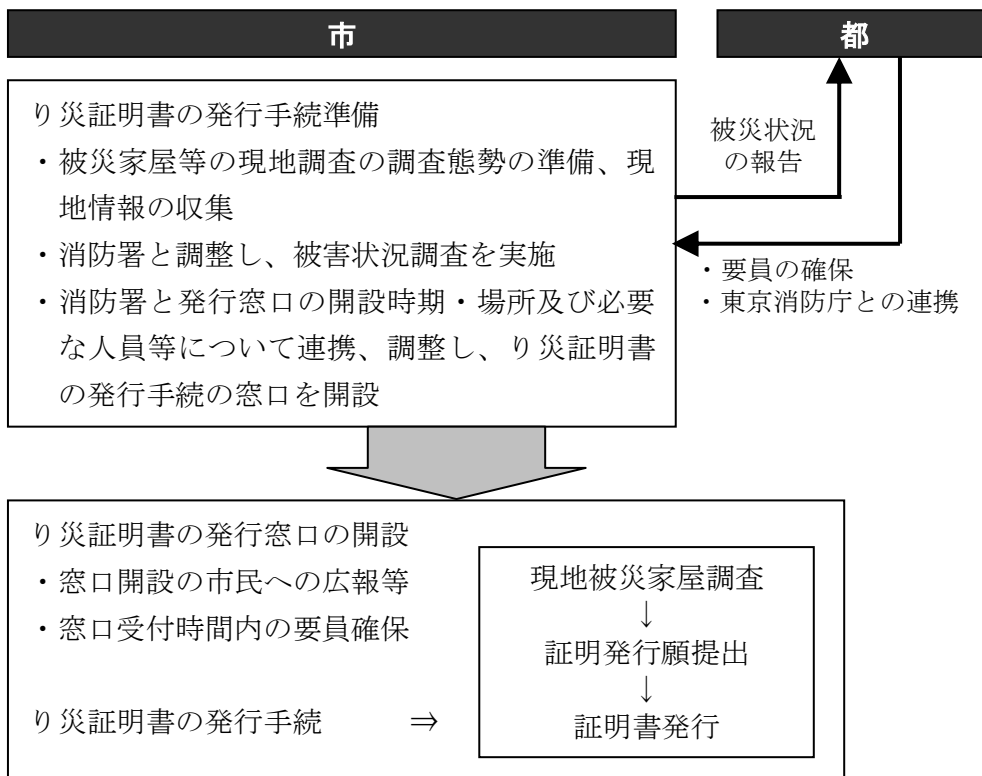 市
都
り災証明書の発行手続準備
・被災家屋等の現地調査の調査態勢の準備、現
地情報の収集
・消防署と調整し、被害状況調査を実施
・消防署と発行窓口の開設時期・場所及び必要
な人員等について連携、調整し、り災証明書
の発行手続の窓口を開設
被災状況
の報告
・要員の確保
・東京消防庁との連携
り災証明書の発行窓口の開設
・窓口開設の市民への広報等
・窓口受付時間内の要員確保
り災証明書の発行手続　⇒
現地被災家屋調査
↓
証明発行願提出
↓
証明書発行